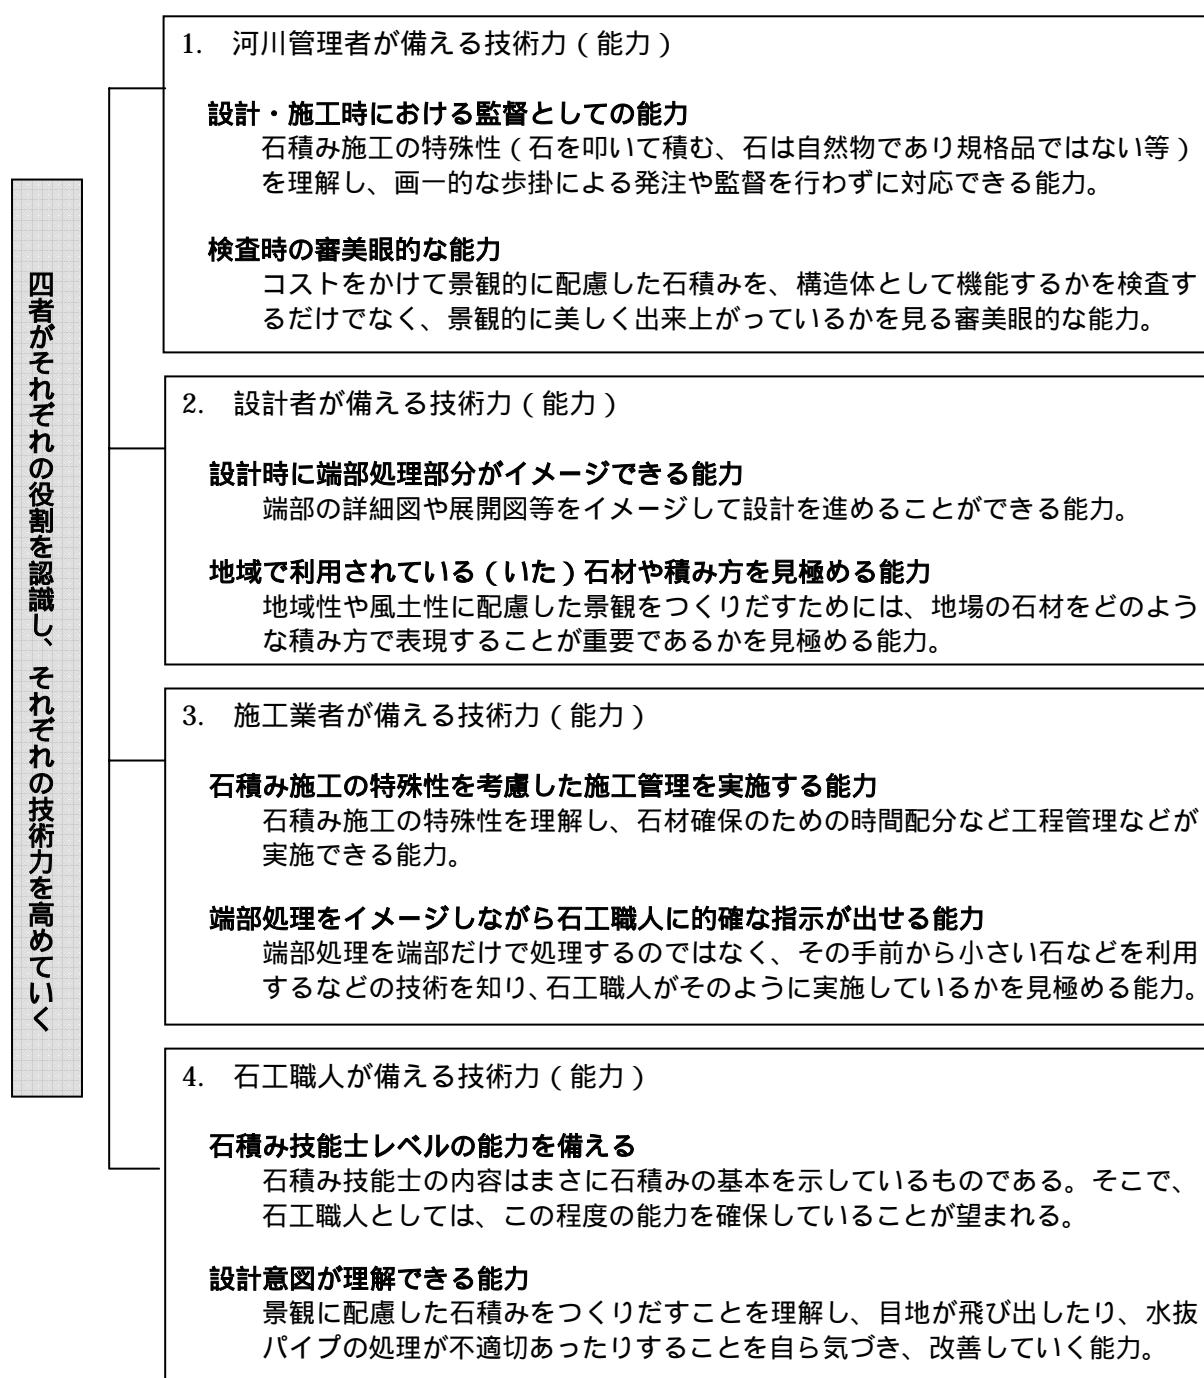 四者がそれぞれの役割を認識し、それぞれの技術力を高めていく
1. 河川管理者が備える技術力（能力）
設計・施工時における監督としての能力
石積み施工の特殊性（石を叩いて積む、石は自然物であり規格品ではない等）
を理解し、画一的な歩掛による発注や監督を行わずに対応できる能力。
検査時の審美眼的な能力
コストをかけて景観的に配慮した石積みを、構造体として機能するかを検査す
るだけでなく、景観的に美しく出来上がっているかを見る審美眼的な能力。
2. 設計者が備える技術力（能力）
設計時に端部処理部分がイメージできる能力
端部の詳細図や展開図等をイメージして設計を進めることができる能力。
地域で利用されている（いた）石材や積み方を見極める能力
地域性や風土性に配慮した景観をつくりだすためには、地場の石材をどのよう
な積み方で表現することが重要であるかを見極める能力。
3. 施工業者が備える技術力（能力）
石積み施工の特殊性を考慮した施工管理を実施する能力
石積み施工の特殊性を理解し、石材確保のための時間配分など工程管理などが
実施できる能力。
端部処理をイメージしながら石工職人に的確な指示が出せる能力
端部処理を端部だけで処理するのではなく、その手前から小さい石などを利用
するなどの技術を知り、石工職人がそのように実施しているかを見極める能力。
4. 石工職人が備える技術力（能力）
石積み技能士レベルの能力を備える
石積み技能士の内容はまさに石積みの基本を示しているものである。そこで、
石工職人としては、この程度の能力を確保していることが望まれる。
設計意図が理解できる能力
景観に配慮した石積みをつくりだすことを理解し、目地が飛び出したり、水抜
パイプの処理が不適切あったりすることを自ら気づき、改善していく能力。